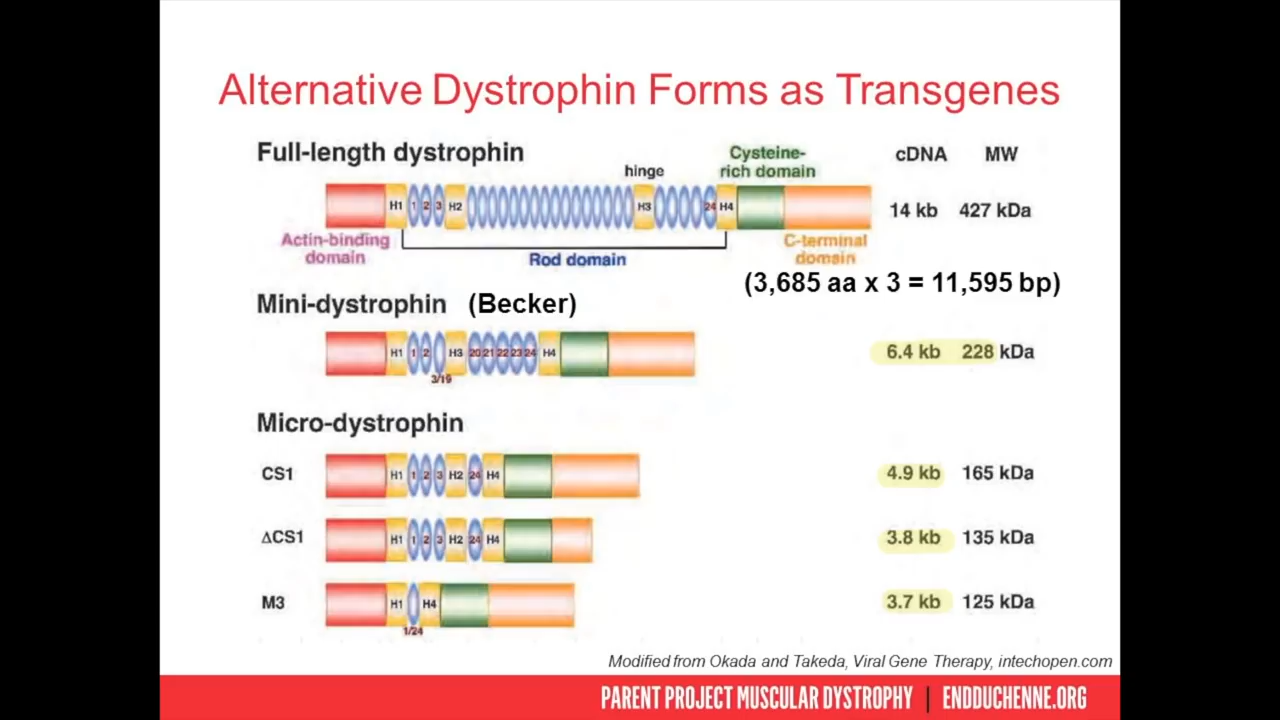 Alternative Dystrophin Forms as Transgenes
Full-length dystrophin
hinge
Cysteine-
rich domain
cDNA MW
H1 1 2 3 H2 H3 24 H4
14 kb 427 kDa
Actin-binding
domain
Rod domain
C-terminal
domain
(3,685 aa x 3 = 11,595 bp)
Mini-dystrophin (Becker)
H1 1 2 H3 20 21 22 23 24 H4
3/19
6.4 kb 228 kDa
Micro-dystrophin
CS1 H1 1 2 3 H2 24 H4 4.9 kb 165 kDa
ΔCS1 H1 1 2 3 H2 24 H4 3.8 kb 135 kDa
M3 H1 H4 3.7 kb 125 kDa
1/24
Modified from Okada and Takeda, Viral Gene Therapy, intechopen.com
PARENT PROJECT MUSCULAR DYSTROPHY | ENDDUCHENNE.ORG